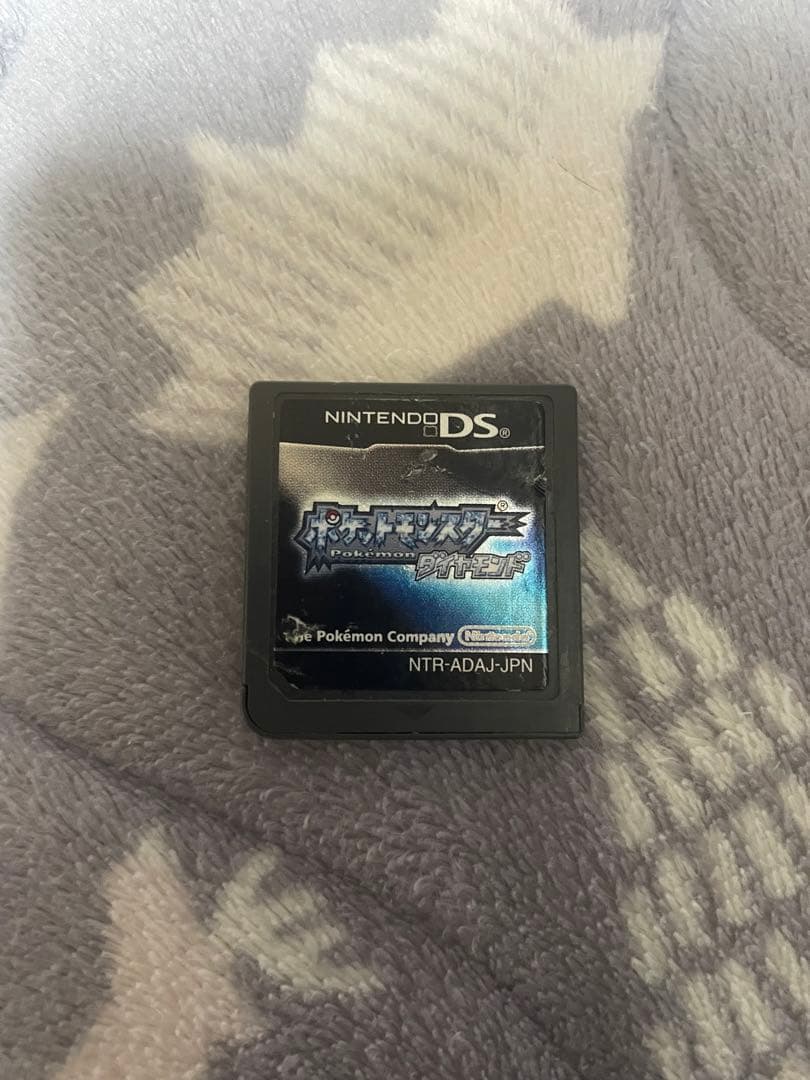 NINTENDO DS®
ポケットモンスター®
Pokémon
ダイヤモンド
The Pokémon Company Nintendo®
NTR-ADAJ-JPN